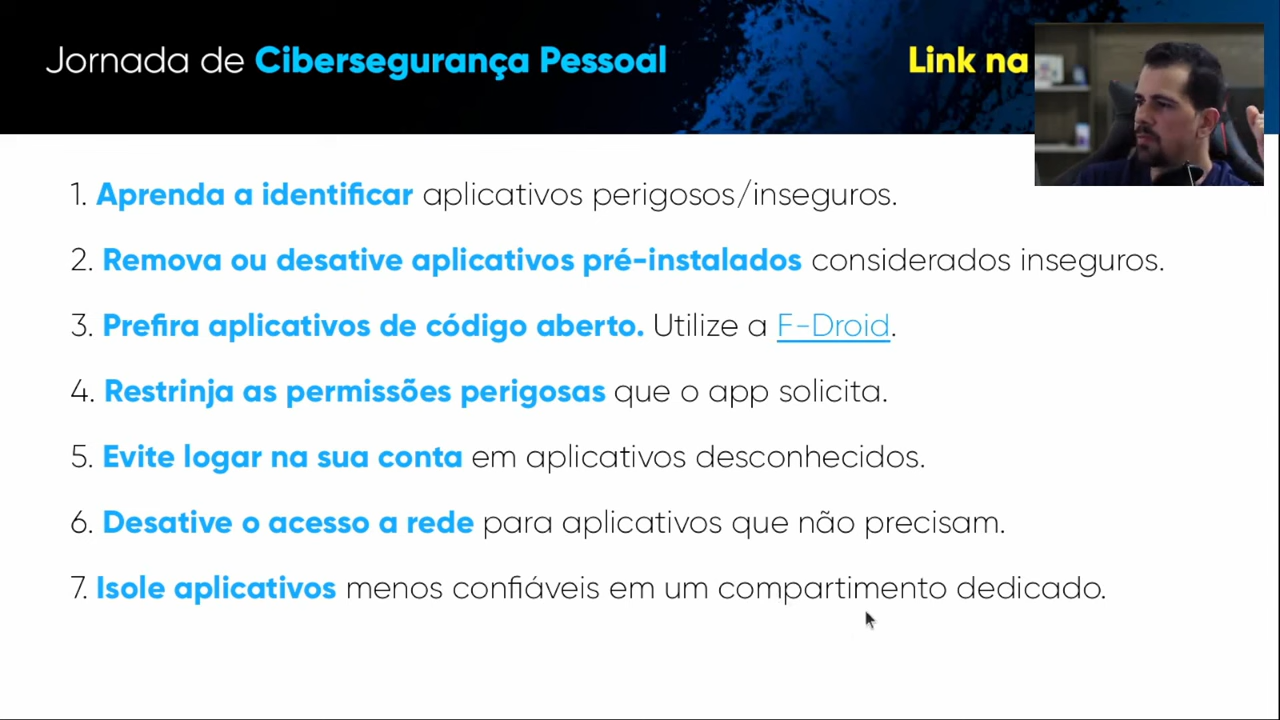 Jornada de Cibersegurança Pessoal
Link na
1. Aprenda a identificar aplicativos perigosos/inseguros.
2. Remova ou desative aplicativos pré-instalados considerados inseguros.
3. Prefira aplicativos de código aberto. Utilize a F-Droid.
4. Restrinja as permissões perigosas que o app solicita.
5. Evite logar na sua conta em aplicativos desconhecidos.
6. Desative o acesso a rede para aplicativos que não precisam.
7. Isole aplicativos menos confiáveis em um compartimento dedicado.